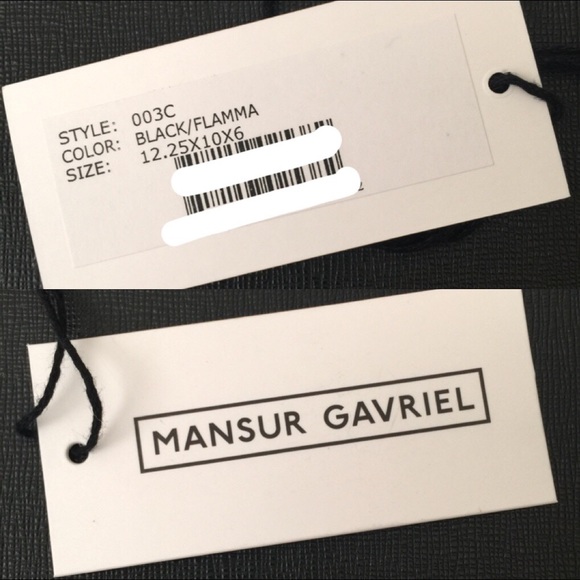 STYLE: 003C
COLOR: BLACK/FLAMMA
SIZE: 12.25X10X6
MANSUR GAVRIEL